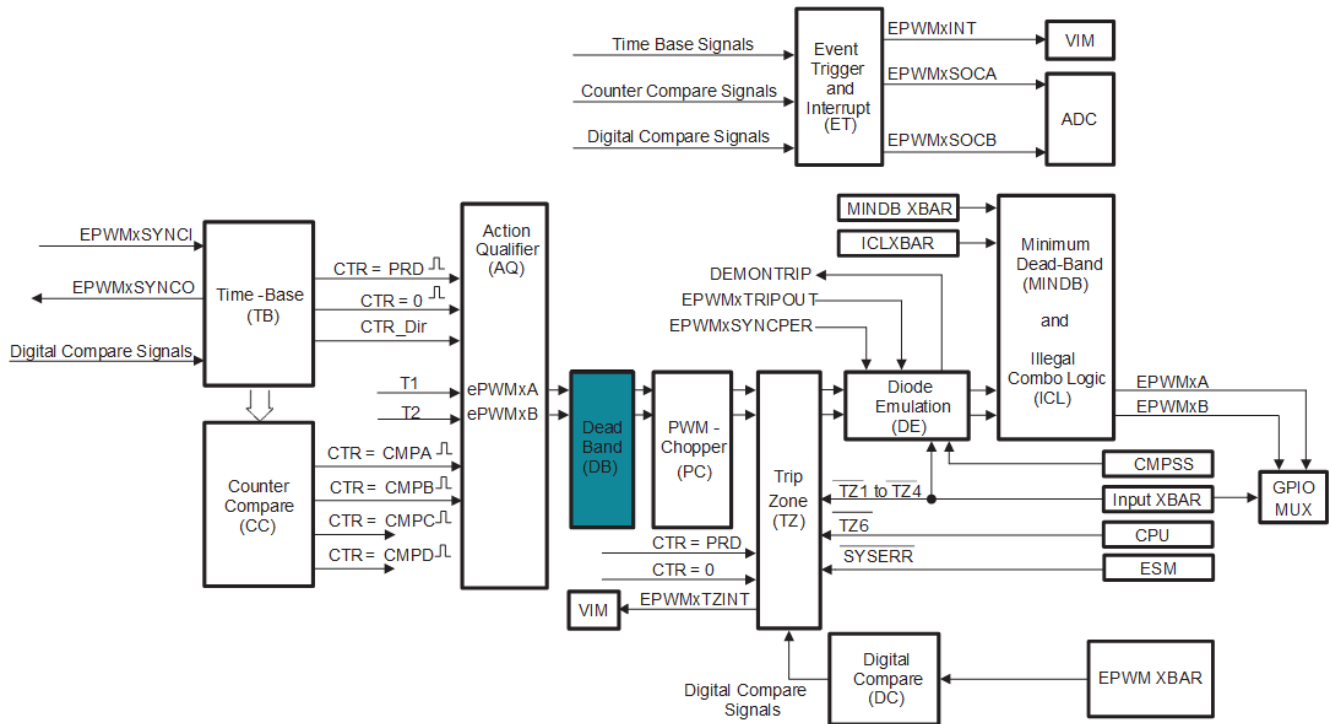 Time Base Signals
Counter Compare Signals
Digital Compare Signals
Event
Trigger
and
Interrupt
(ET)
EPWMxINT
EPWMxSOCA
EPWMxSOCB
VIM
ADC
EPWMxSYNCI
EPWMxSYNCO
Digital Compare Signals
Time -Base
(TB)
CTR = PRD
CTR = 0
CTR_Dir
T1
T2
Counter
Compare
(CC)
CTR = CMPA
CTR = CMPB
CTR = CMPC
CTR = CMPD
Action
Qualifier
(AQ)
ePWMxA
ePWMxB
Dead
Band
(DB)
PWM -
Chopper
(PC)
CTR = PRD
CTR = 0
VIM
EPWMxTZINT
Trip
Zone
(TZ)
DEMONTRIP
EPWMxTRIPOUT
EPWMxSYNCPER
Diode
Emulation
(DE)
MINDB XBAR
ICLXBAR
Minimum
Dead-Band
(MINDB)
and
Illegal
Combo Logic
(ICL)
EPWMxA
EPWMxB
TZ1 to TZ4
TZ6
SYSERR
CMPSS
Input XBAR
CPU
ESM
GPIO
MUX
Digital Compare
Signals
Digital
Compare
(DC)
EPWM XBAR